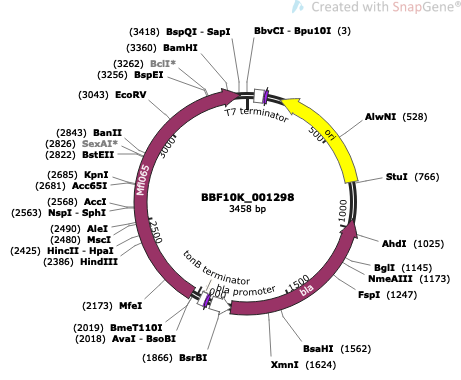 Created with SnapGene®
(3418) BspQI - SapI
BbvCI - Bpu10I (3)
(3360) BamHI
(3262) BclI*
(3256) BspEI
(3043) EcoRV
(2843) BanII
(2826) SexAI*
(2822) BstEII
(2685) KpnI
(2681) Acc65I
(2568) AccI
(2563) NspI - SphI
(2490) AleI
(2480) MscI
(2425) HincII - HpaI
(2386) HindIII
(2173) MfeI
(2019) BmeT110I
(2018) AvaI - BsoBI
(1866) BsrBI
AlwNI (528)
StuI (766)
AhdI (1025)
BglI (1145)
NmeAIII (1173)
FspI (1247)
BsaHI (1562)
XmnI (1624)
T7 terminator
ori
500
1000
1500
2500
3000
Mfl065
bla
bla promoter
tonB terminator
BBF10K_001298
3458 bp